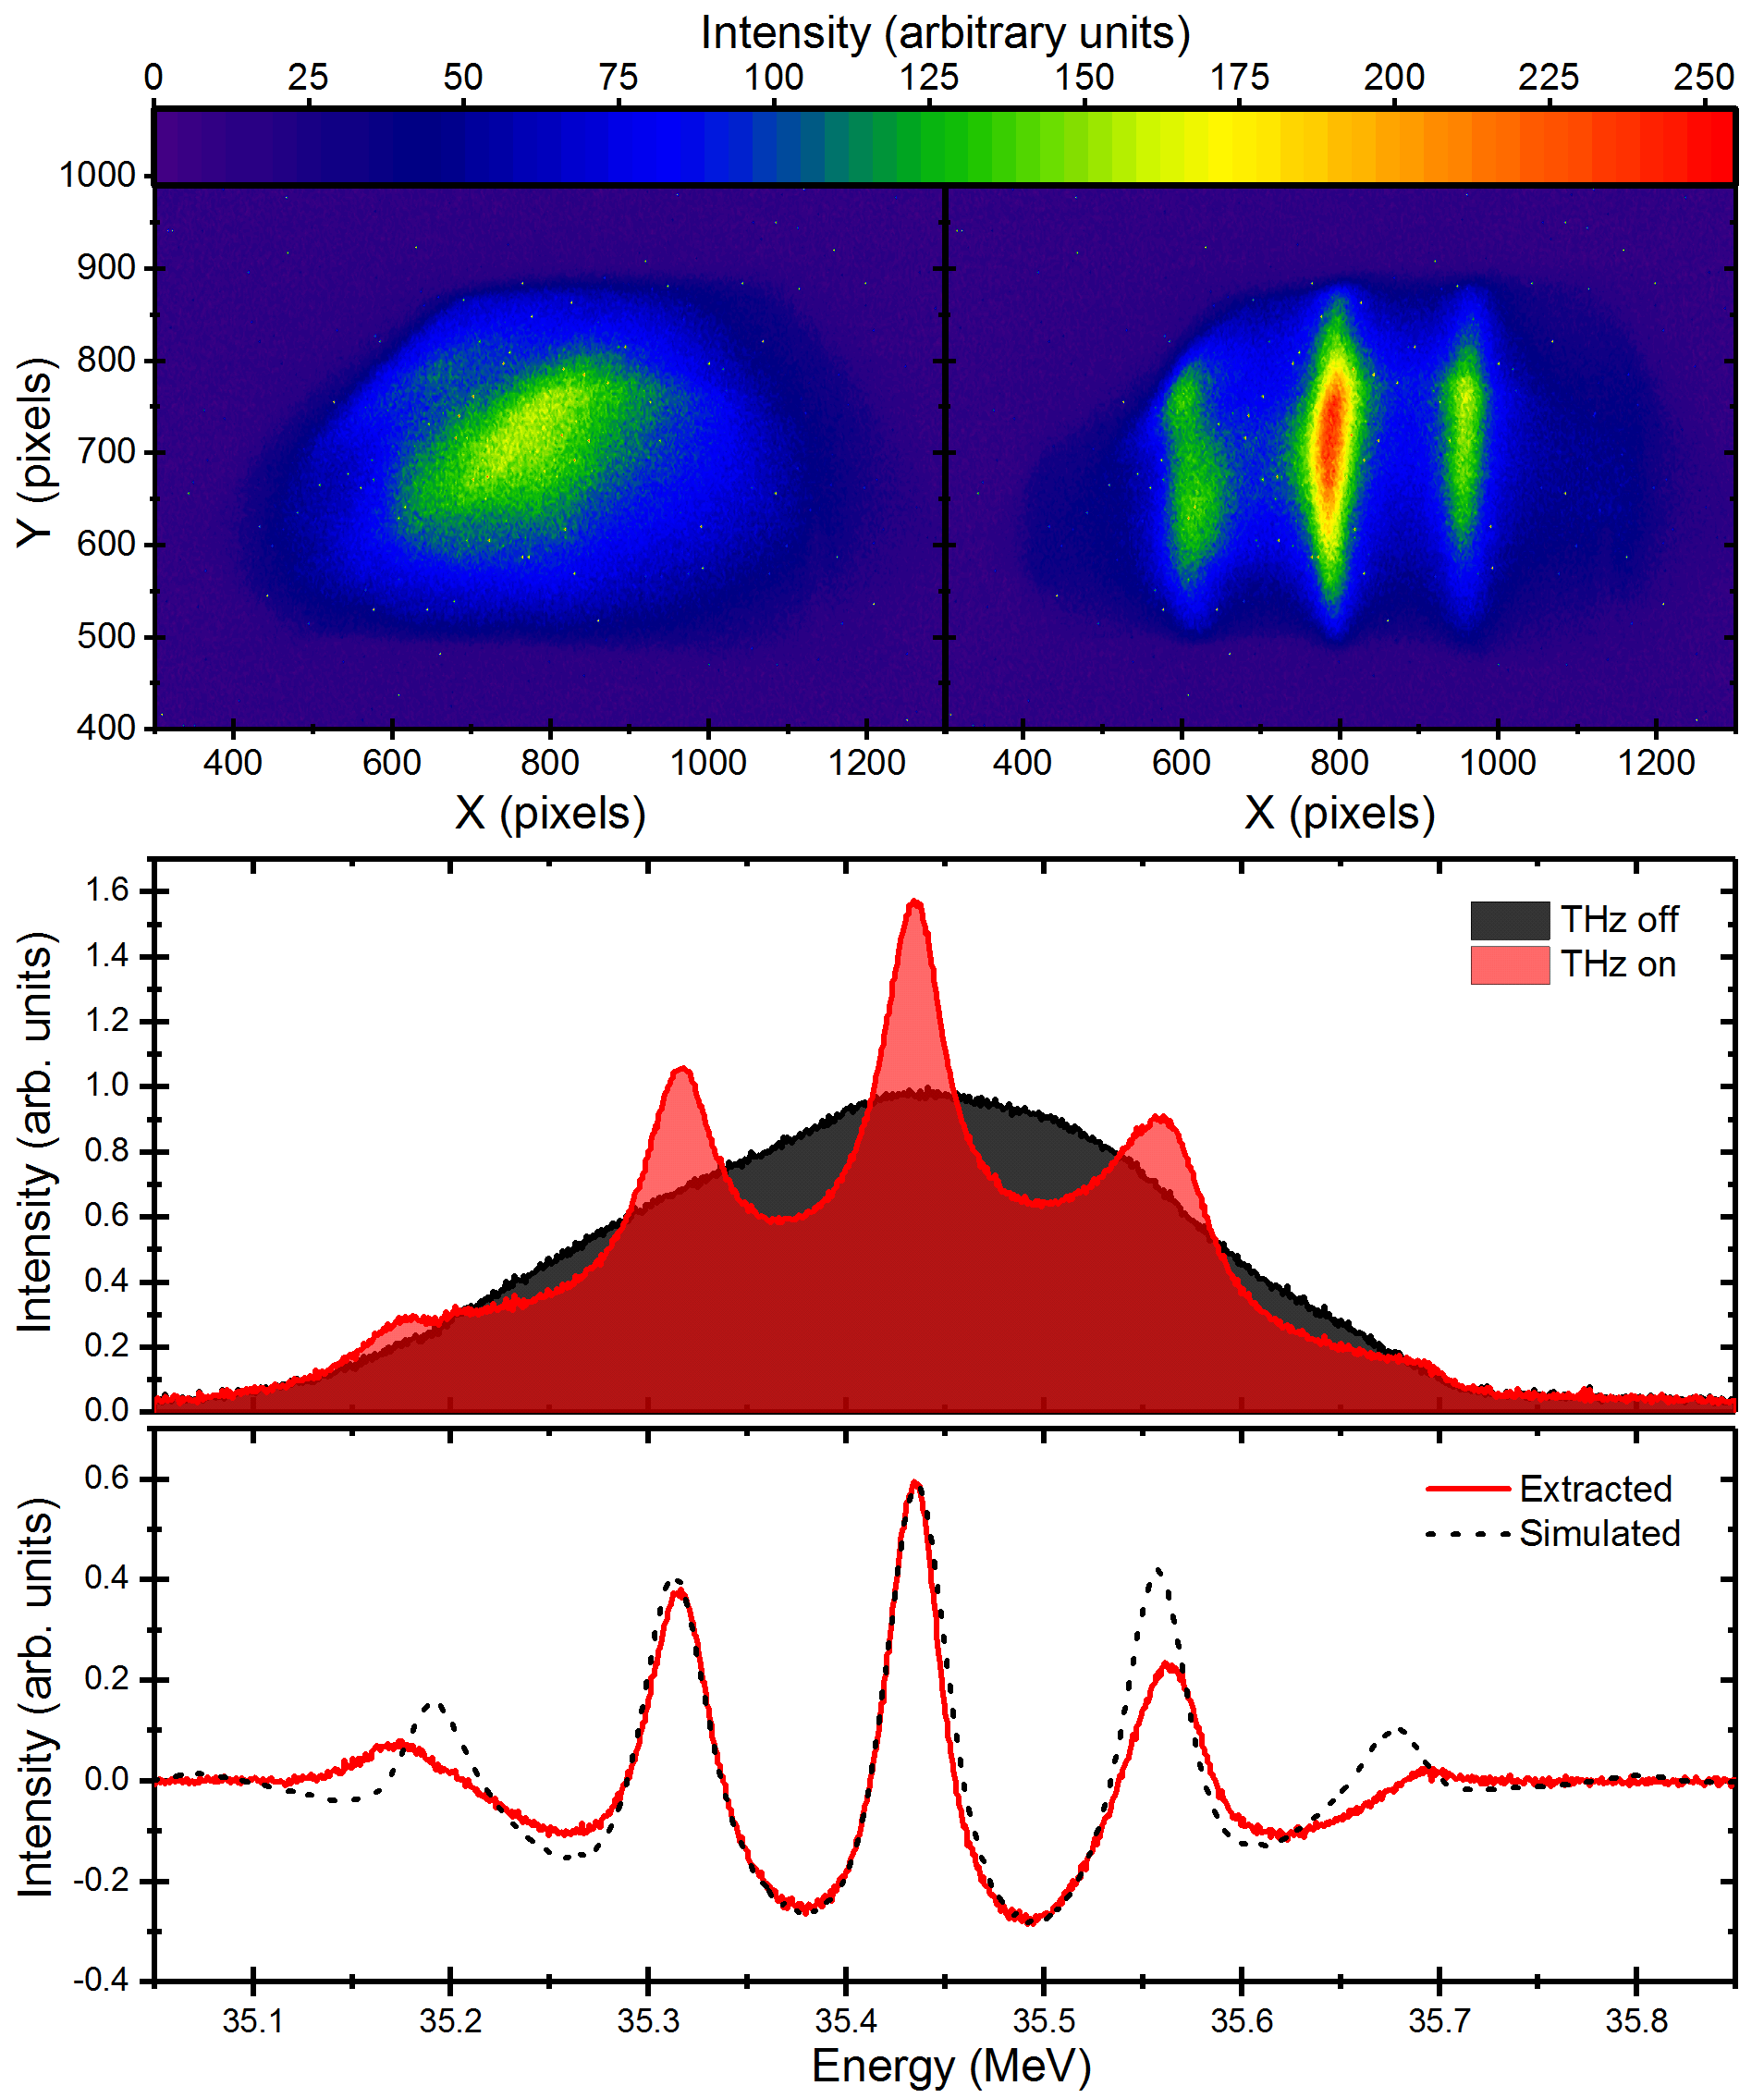 Intensity (arbitrary units)
0 25 50 75 100 125 150 175 200 225 250
1000
900
800
700
600
500
400
Y (pixels)
400 600 800 1000 1200 400 600 800 1000 1200
X (pixels) X (pixels)
1.6
1.4
1.2
1.0
0.8
0.6
0.4
0.2
0.0
Intensity (arb. units)
THz off
THz on
0.6
0.4
0.2
0.0
-0.2
-0.4
Intensity (arb. units)
Extracted
Simulated
35.1 35.2 35.3 35.4 35.5 35.6 35.7 35.8
Energy (MeV)